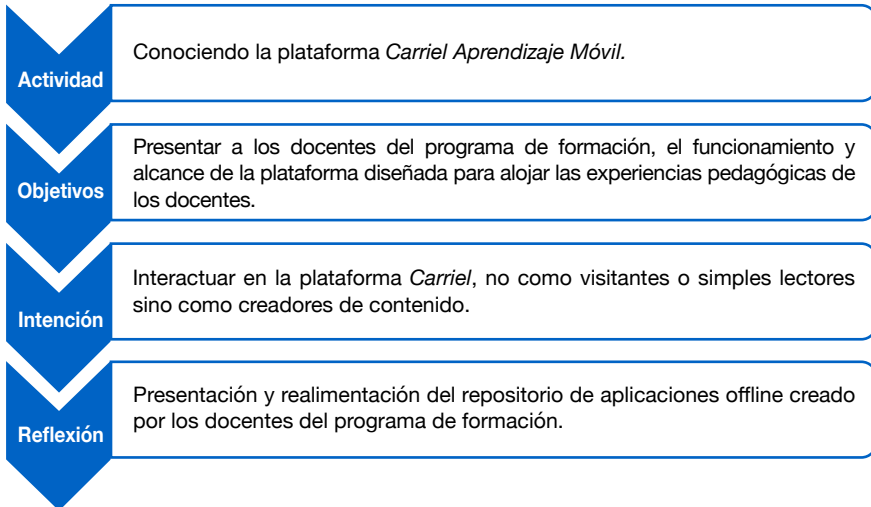 Actividad
Conociendo la plataforma Carriel Aprendizaje Móvil.
Objetivos
Presentar a los docentes del programa de formación, el funcionamiento y
alcance de la plataforma diseñada para alojar las experiencias pedagógicas de
los docentes.
Intención
Interactuar en la plataforma Carriel, no como visitantes o simples lectores
sino como creadores de contenido.
Reflexión
Presentación y realimentación del repositorio de aplicaciones offline creado
por los docentes del programa de formación.